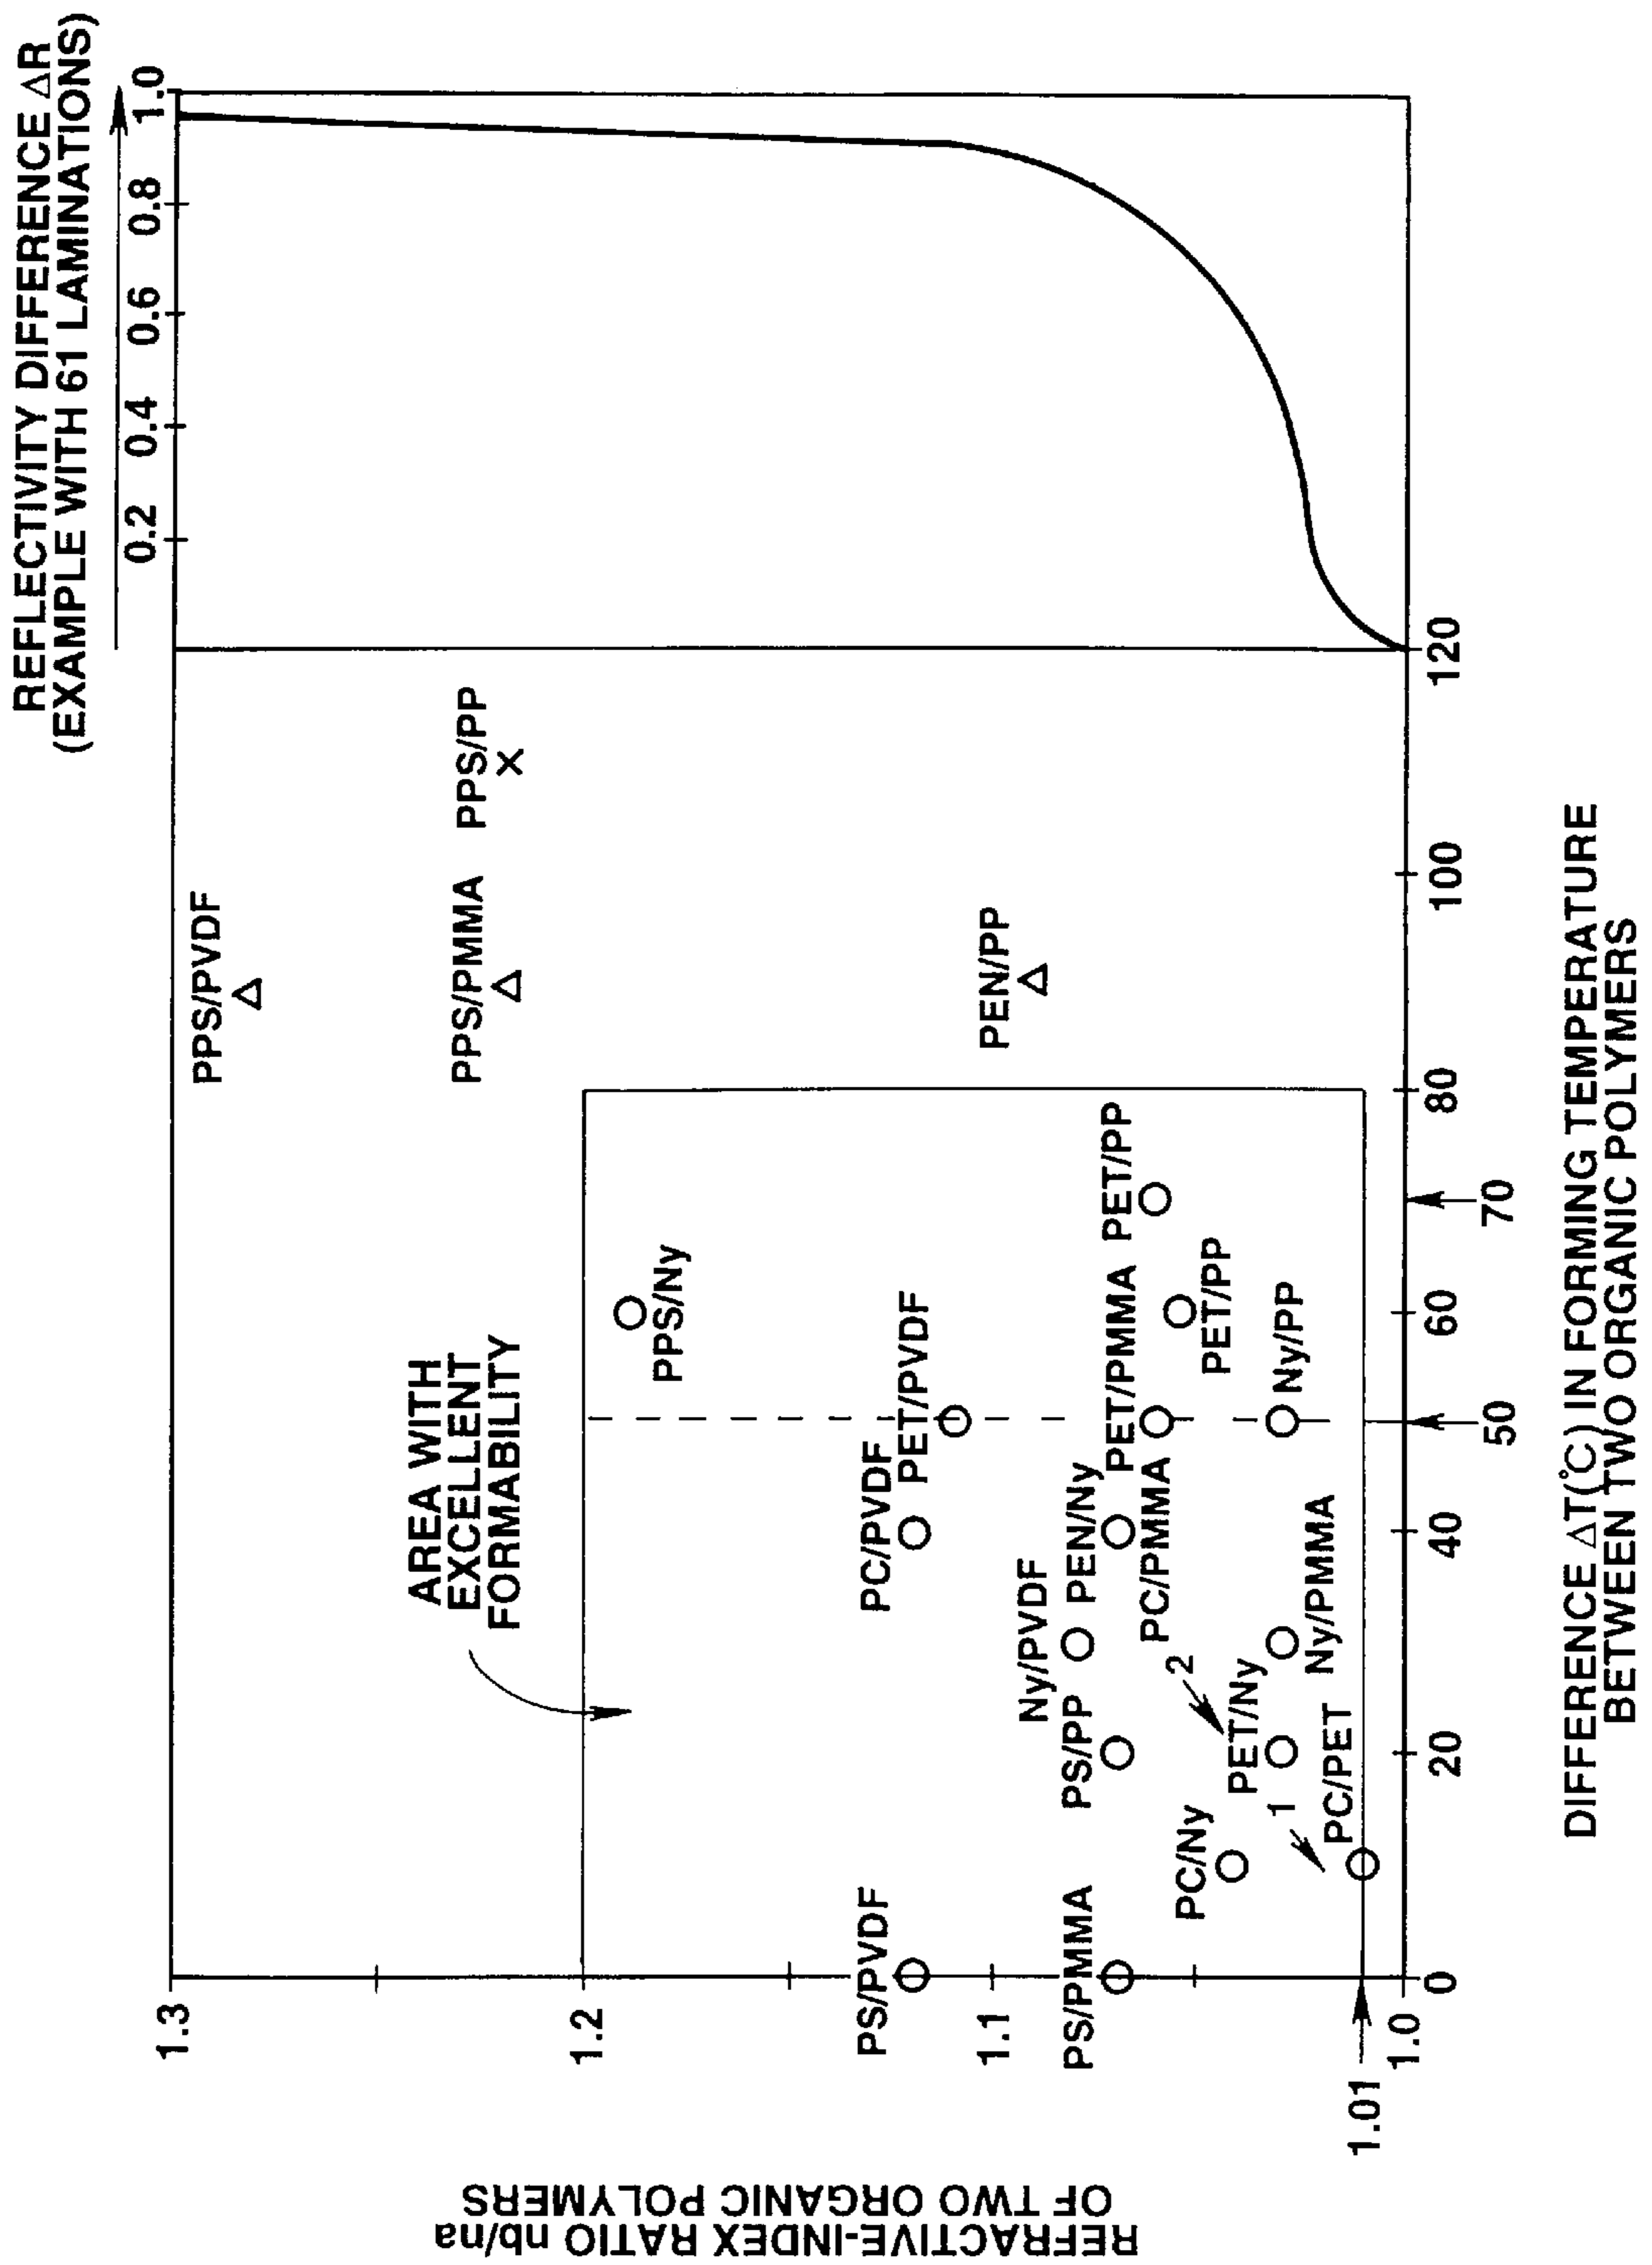 REFLECTIVITY DIFFERENCE △R
(EXAMPLE WITH 61 LAMINATIONS)
0.2 0.4 0.6 0.8 1.0
1.3
PPS/PVDF
AREA WITH
EXCELLENT
FORMABILITY
PPS/PMMA
PPS/PP
1.2
PPS/Ny
PS/PVDF
PC/PVDF
PET/PVDF
1.1
PEN/PP
Ny/PVDF
PS/PMMA
PS/PP
PEN/Ny
PET/PMMA
PET/PP
PC/PMMA
2
PC/Ny
PET/Ny
PET/PP
1
Ny/PP
PC/PET
Ny/PMMA
1.01
1.0
0 20 40 60 80 100 120
50 70
REFRACTIVE-INDEX RATIO nb/na
OF TWO ORGANIC POLYMERS
DIFFERENCE △T(°C) IN FORMING TEMPERATURE
BETWEEN TWO ORGANIC POLYMERS